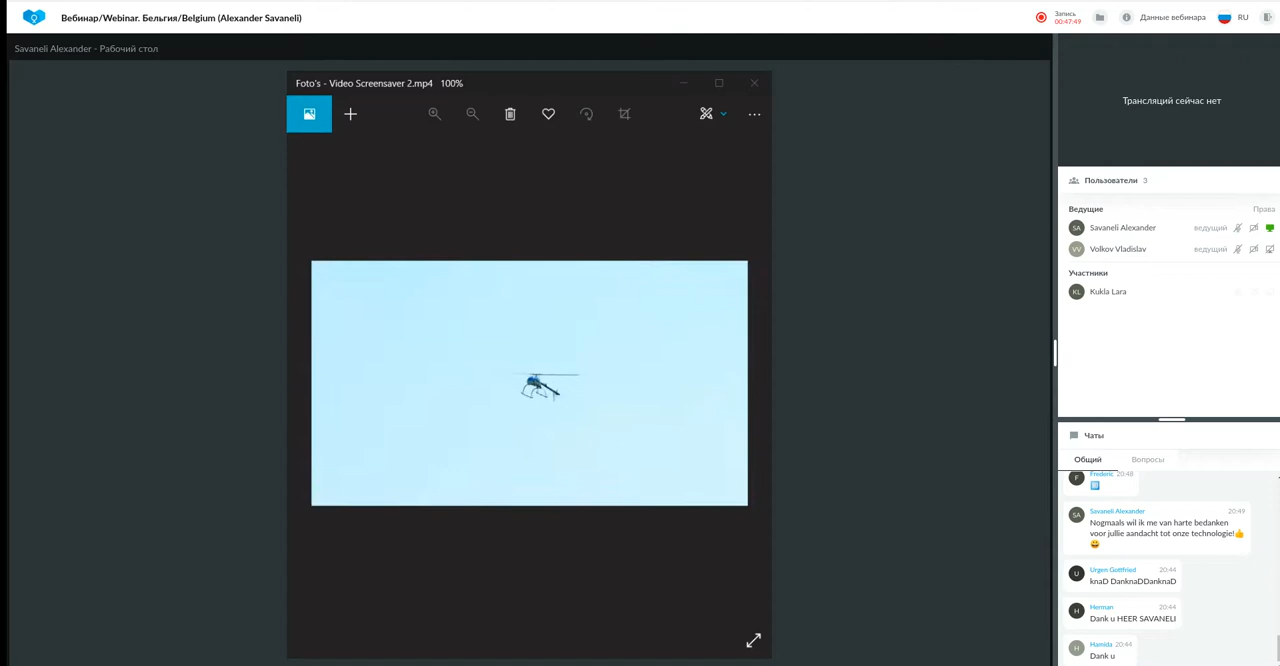 Вебинар/Webinar. Бельгия/Belgium (Alexander Savaneli)
Запись
00:47:49
Данные вебинара
RU
Savaneli Alexander - Рабочий стол
Foto's - Video Screensaver 2.mp4 100%
Трансляций сейчас нет
Пользователи 3
Ведущие Права
SA Savaneli Alexander ведущий
VV Volkov Vladislav ведущий
Участники
KL Kukla Lara
Чаты
Общий Вопросы
F Frederic 20:48
SA Savaneli Alexander 20:49
Nogmaals wil ik me van harte bedanken
voor jullie aandacht tot onze technologie!👍
😃
U Urgen Gottfried 20:44
knaD DanknaDDanknaD
H Herman 20:44
Dank u HEER SAVANELI
H Hamida 20:44
Dank u